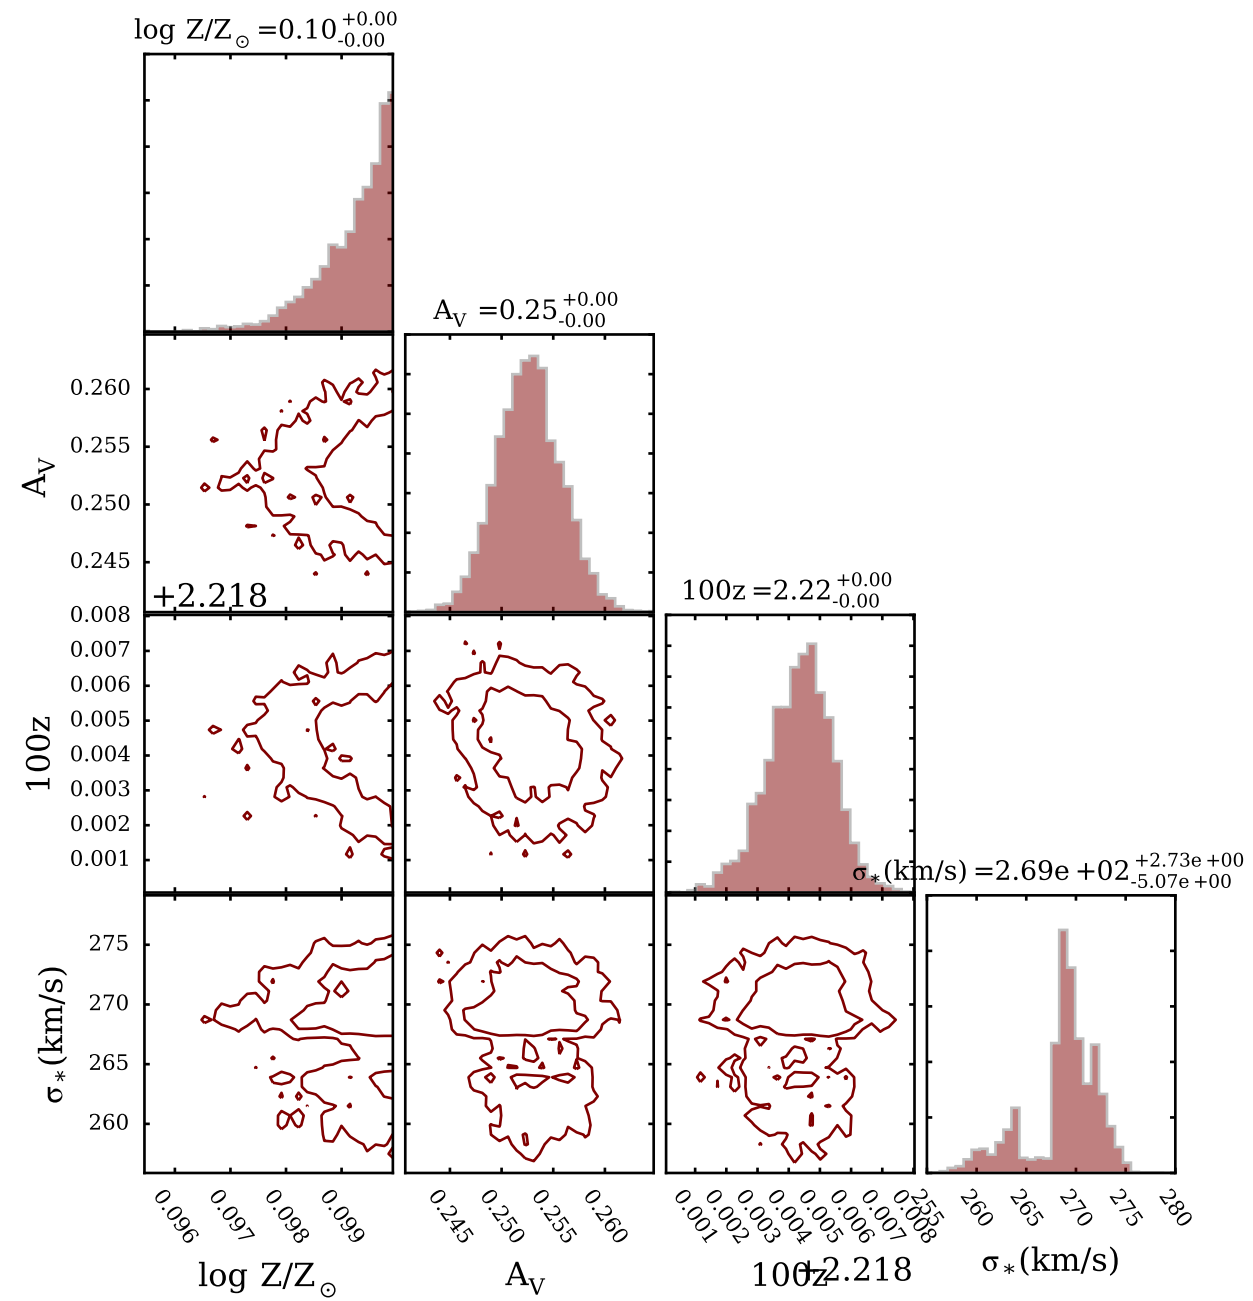 log Z/Z⊙ =0.10 +0.00 -0.00
A_V =0.25 +0.00 -0.00
0.260
0.255
0.250
0.245
A_V
+2.218
100z =2.22 +0.00 -0.00
0.008
0.007
0.006
0.005
0.004
0.003
0.002
0.001
100z
σ*(km/s) =2.69e +02 +2.73e +00 -5.07e +00
275
270
265
260
σ*(km/s)
0.096 0.097 0.098 0.099
0.245 0.250 0.255 0.260
0.001 0.002 0.003 0.004 0.005 0.006 0.007 0.008
255 260 265 270 275 280
log Z/Z⊙
A_V
100z
+2.218
σ*(km/s)